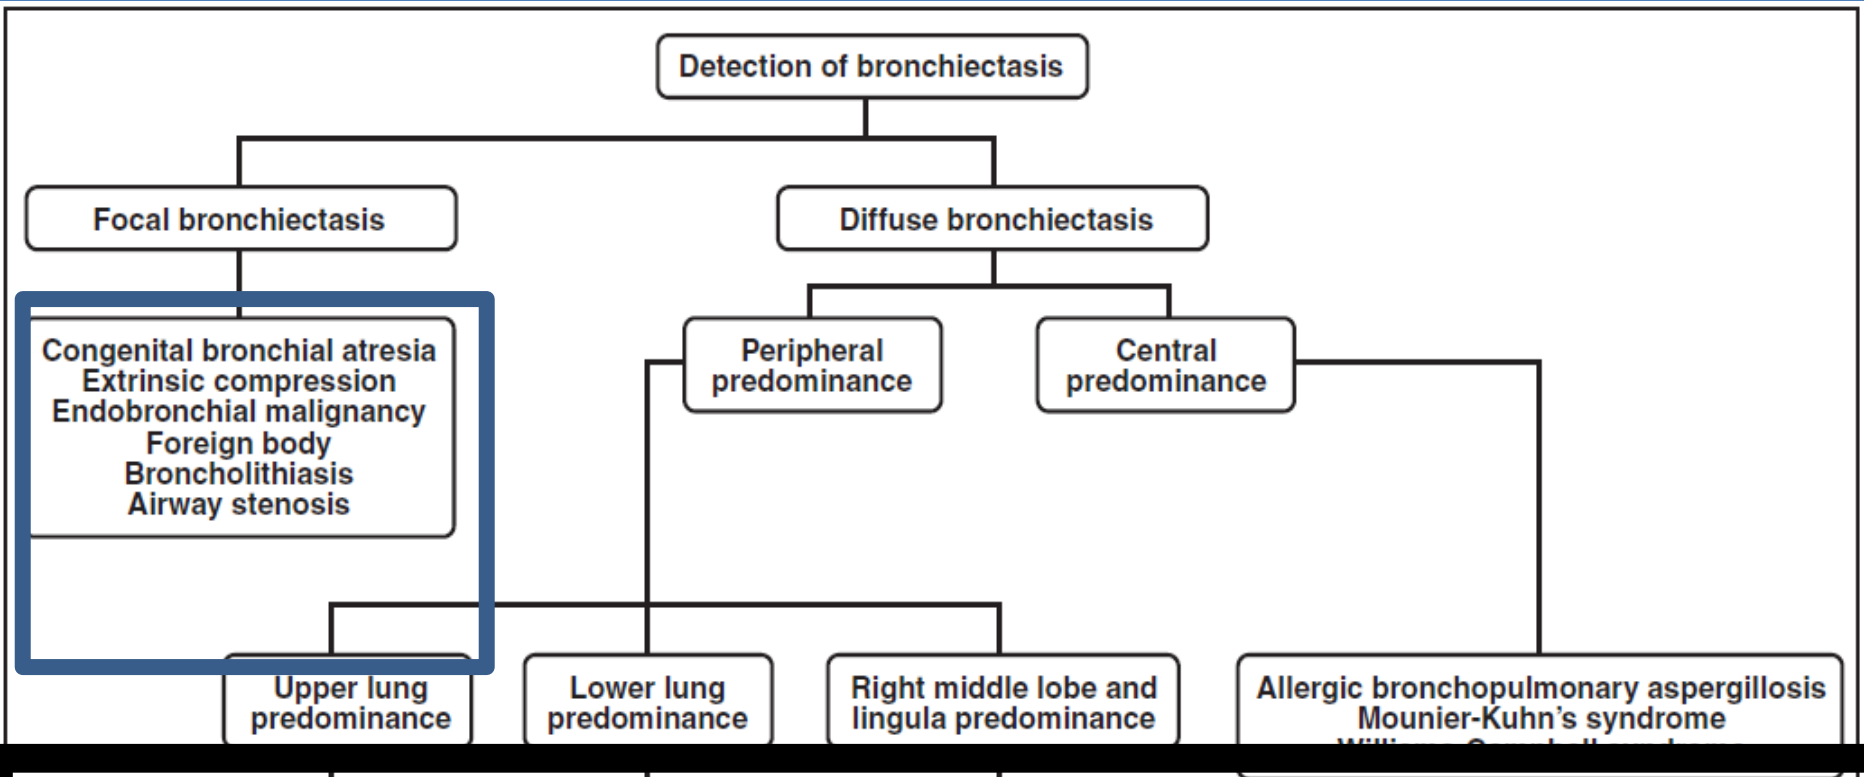 Detection of bronchiectasis
Focal bronchiectasis
Diffuse bronchiectasis
Congenital bronchial atresia
Extrinsic compression
Endobronchial malignancy
Foreign body
Broncholithiasis
Airway stenosis
Peripheral
predominance
Central
predominance
Upper lung
predominance
Lower lung
predominance
Right middle lobe and
lingula predominance
Allergic bronchopulmonary aspergillosis
Mounier-Kuhn's syndrome